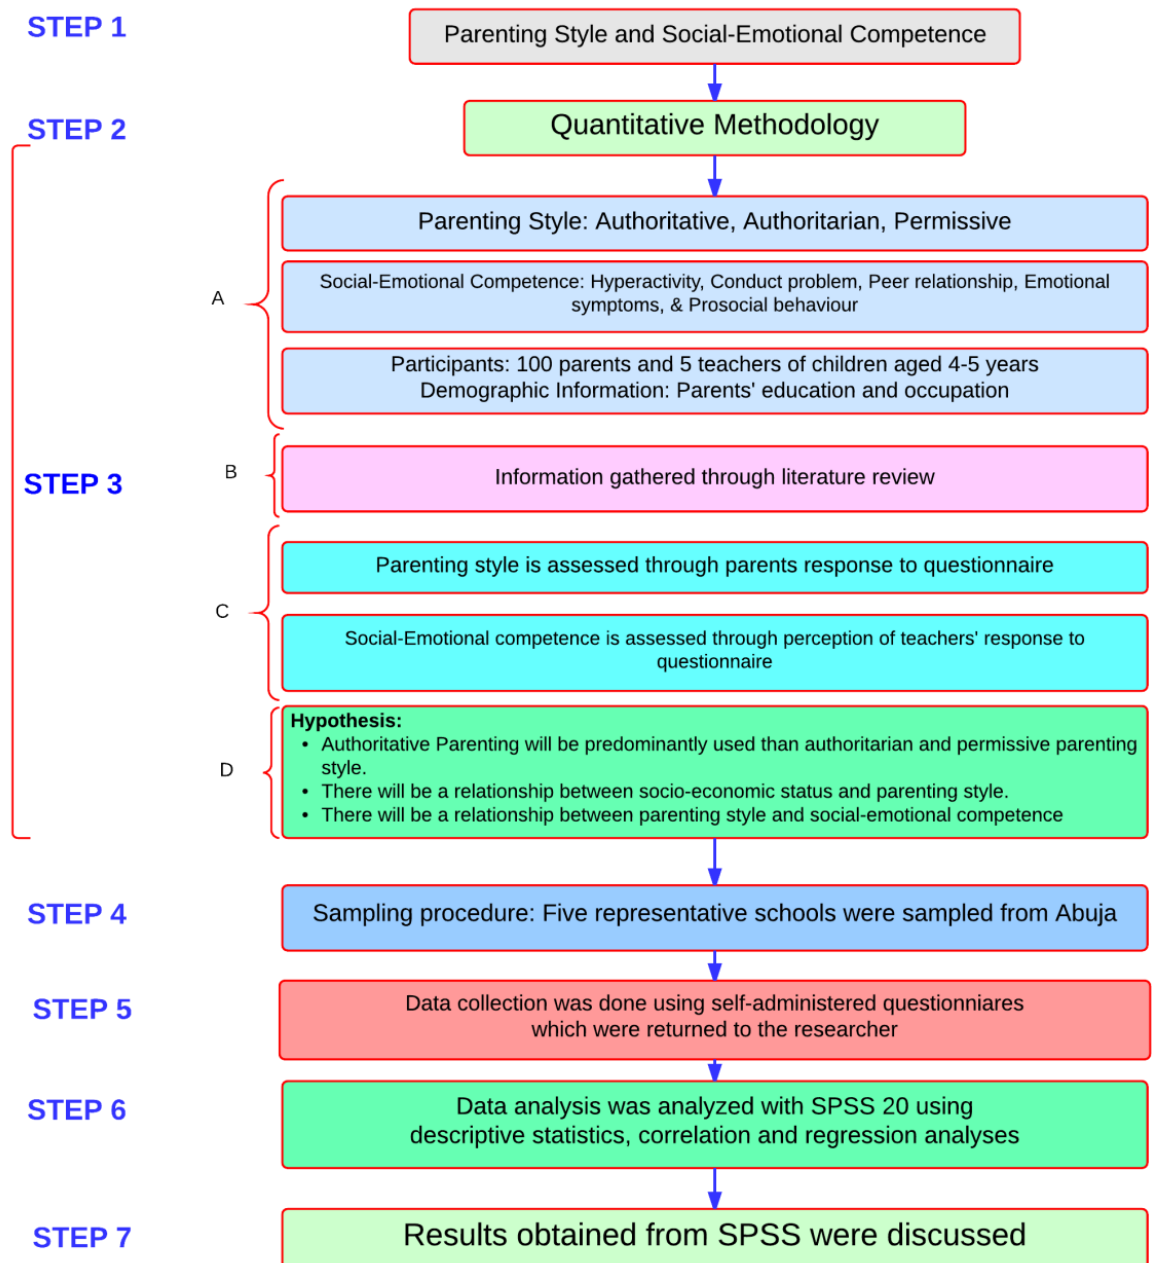 STEP 1
Parenting Style and Social-Emotional Competence
STEP 2
Quantitative Methodology
STEP 3
A
Parenting Style: Authoritative, Authoritarian, Permissive
Social-Emotional Competence: Hyperactivity, Conduct problem, Peer relationship, Emotional
symptoms, & Prosocial behaviour
Participants: 100 parents and 5 teachers of children aged 4-5 years
Demographic Information: Parents' education and occupation
B
Information gathered through literature review
C
Parenting style is assessed through parents response to questionnaire
Social-Emotional competence is assessed through perception of teachers' response to
questionnaire
D
Hypothesis:
• Authoritative Parenting will be predominantly used than authoritarian and permissive parenting
style.
• There will be a relationship between socio-economic status and parenting style.
• There will be a relationship between parenting style and social-emotional competence
STEP 4
Sampling procedure: Five representative schools were sampled from Abuja
STEP 5
Data collection was done using self-administered questionniares
which were returned to the researcher
STEP 6
Data analysis was analyzed with SPSS 20 using
descriptive statistics, correlation and regression analyses
STEP 7
Results obtained from SPSS were discussed